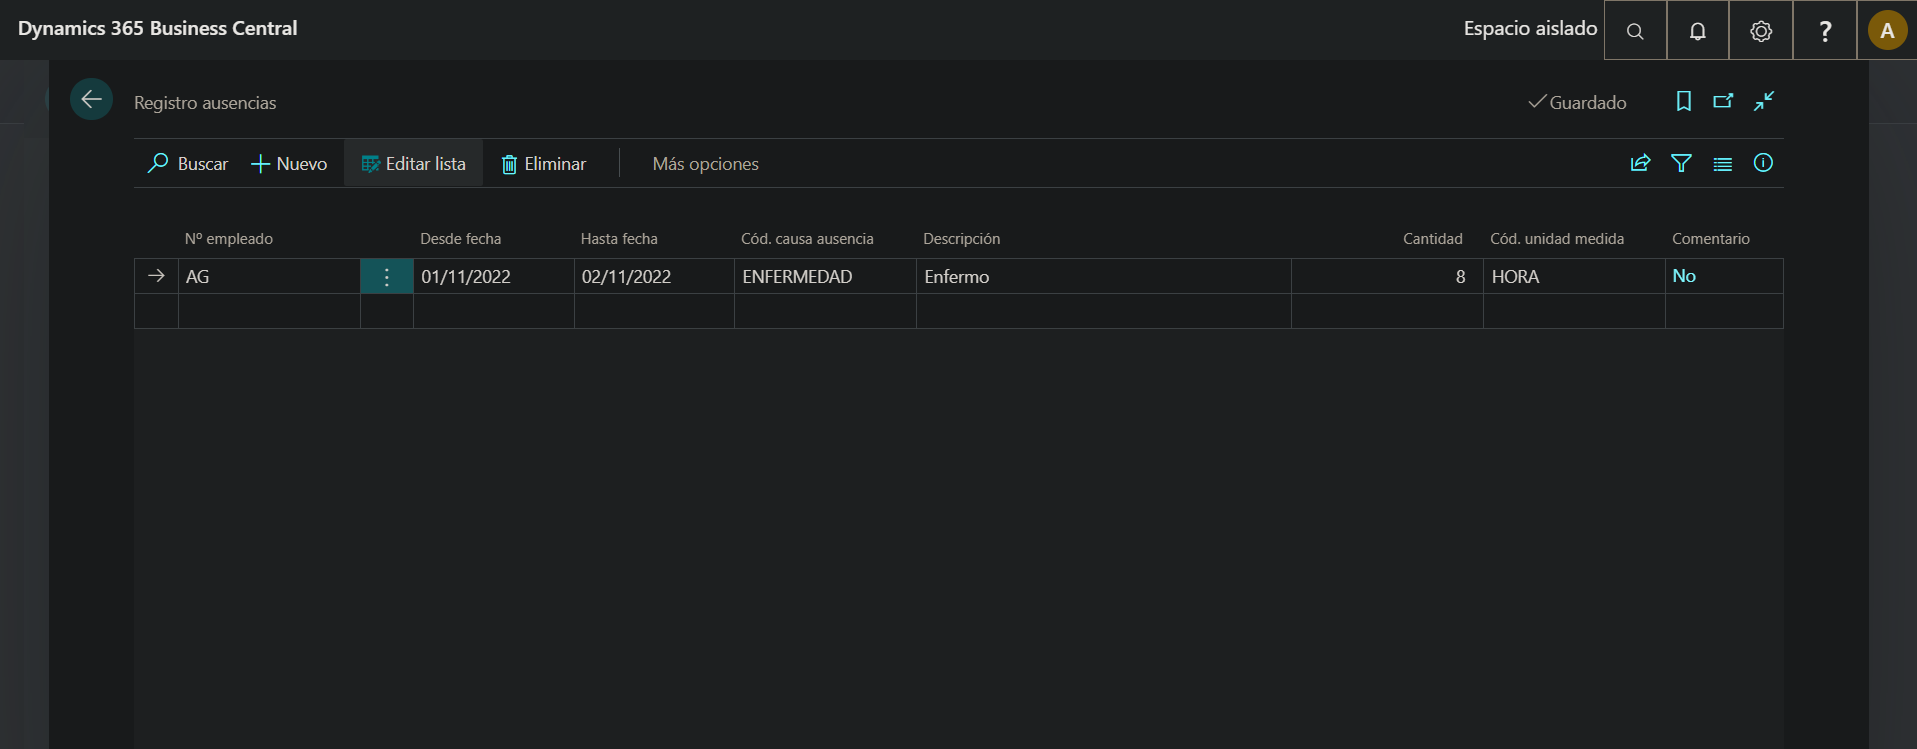 Dynamics 365 Business Central
Espacio aislado
?
A
Registro ausencias
Guardado
Buscar
Nuevo
Editar lista
Eliminar
Más opciones
Nº empleado Desde fecha Hasta fecha Cód. causa ausencia Descripción Cantidad Cód. unidad medida Comentario
AG 01/11/2022 02/11/2022 ENFERMEDAD Enfermo 8 HORA No